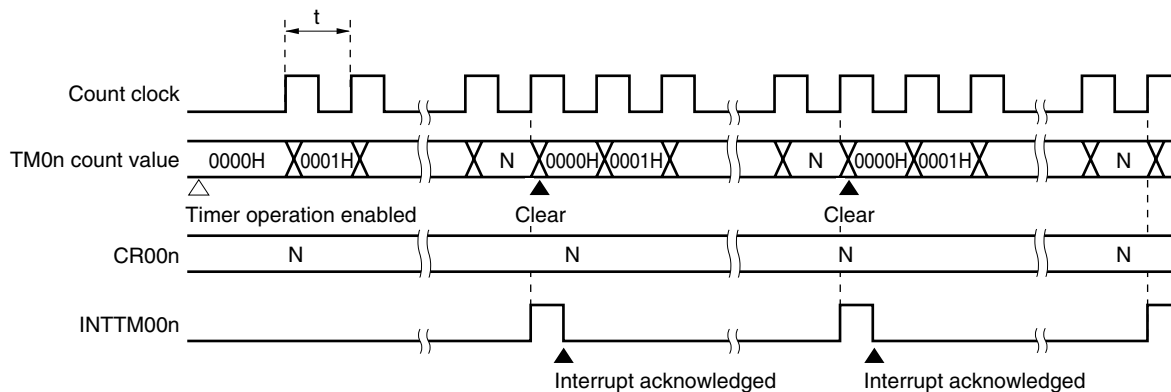 t
Count clock
TM0n count value 0000H 0001H N 0000H 0001H N 0000H 0001H N
Timer operation enabled Clear Clear
CR00n N N N N
INTTM00n
Interrupt acknowledged Interrupt acknowledged